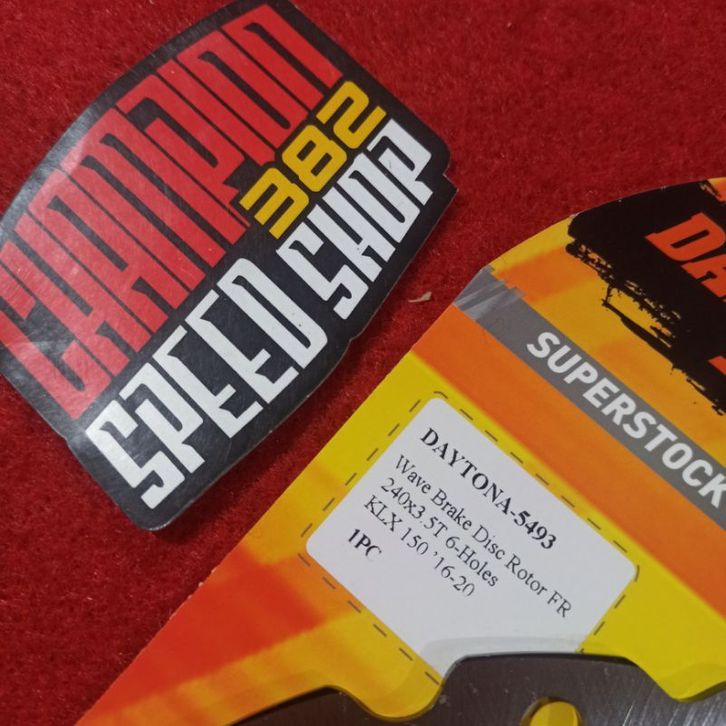 CHAMPION
382
SPEED SHOP
SUPERSTOCK
DAYTONA-5493
Wave Brake Disc Rotor FR
240x3.5T 6-Holes
KLX 150 '16-20
1PC